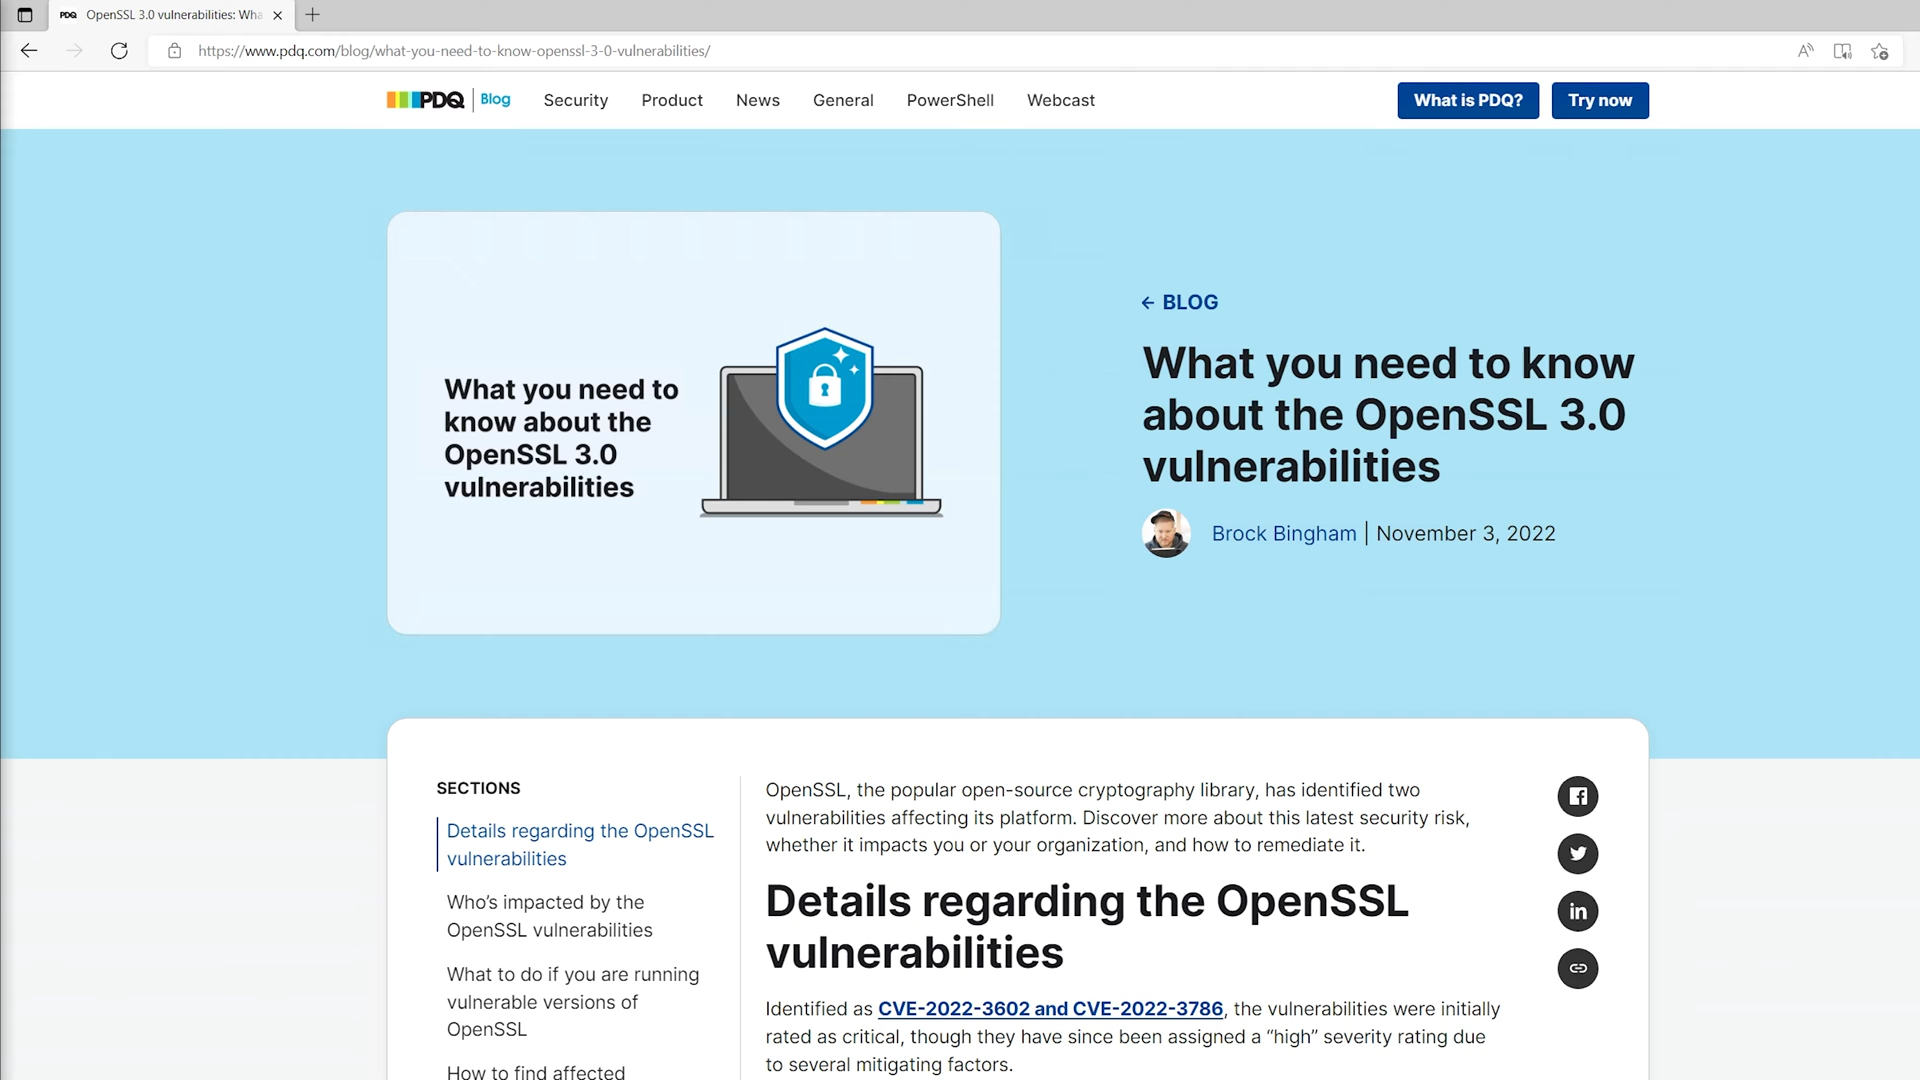 PDQ OpenSSL 3.0 vulnerabilities: Wha
https://www.pdq.com/blog/what-you-need-to-know-openssl-3-0-vulnerabilities/
PDQ Blog Security Product News General PowerShell Webcast What is PDQ? Try now
What you need to
know about the
OpenSSL 3.0
vulnerabilities
← BLOG
What you need to know
about the OpenSSL 3.0
vulnerabilities
Brock Bingham | November 3, 2022
SECTIONS
Details regarding the OpenSSL
vulnerabilities
Who’s impacted by the
OpenSSL vulnerabilities
What to do if you are running
vulnerable versions of
OpenSSL
How to find affected
OpenSSL, the popular open-source cryptography library, has identified two
vulnerabilities affecting its platform. Discover more about this latest security risk,
whether it impacts you or your organization, and how to remediate it.
Details regarding the OpenSSL
vulnerabilities
Identified as CVE-2022-3602 and CVE-2022-3786, the vulnerabilities were initially
rated as critical, though they have since been assigned a “high” severity rating due
to several mitigating factors.